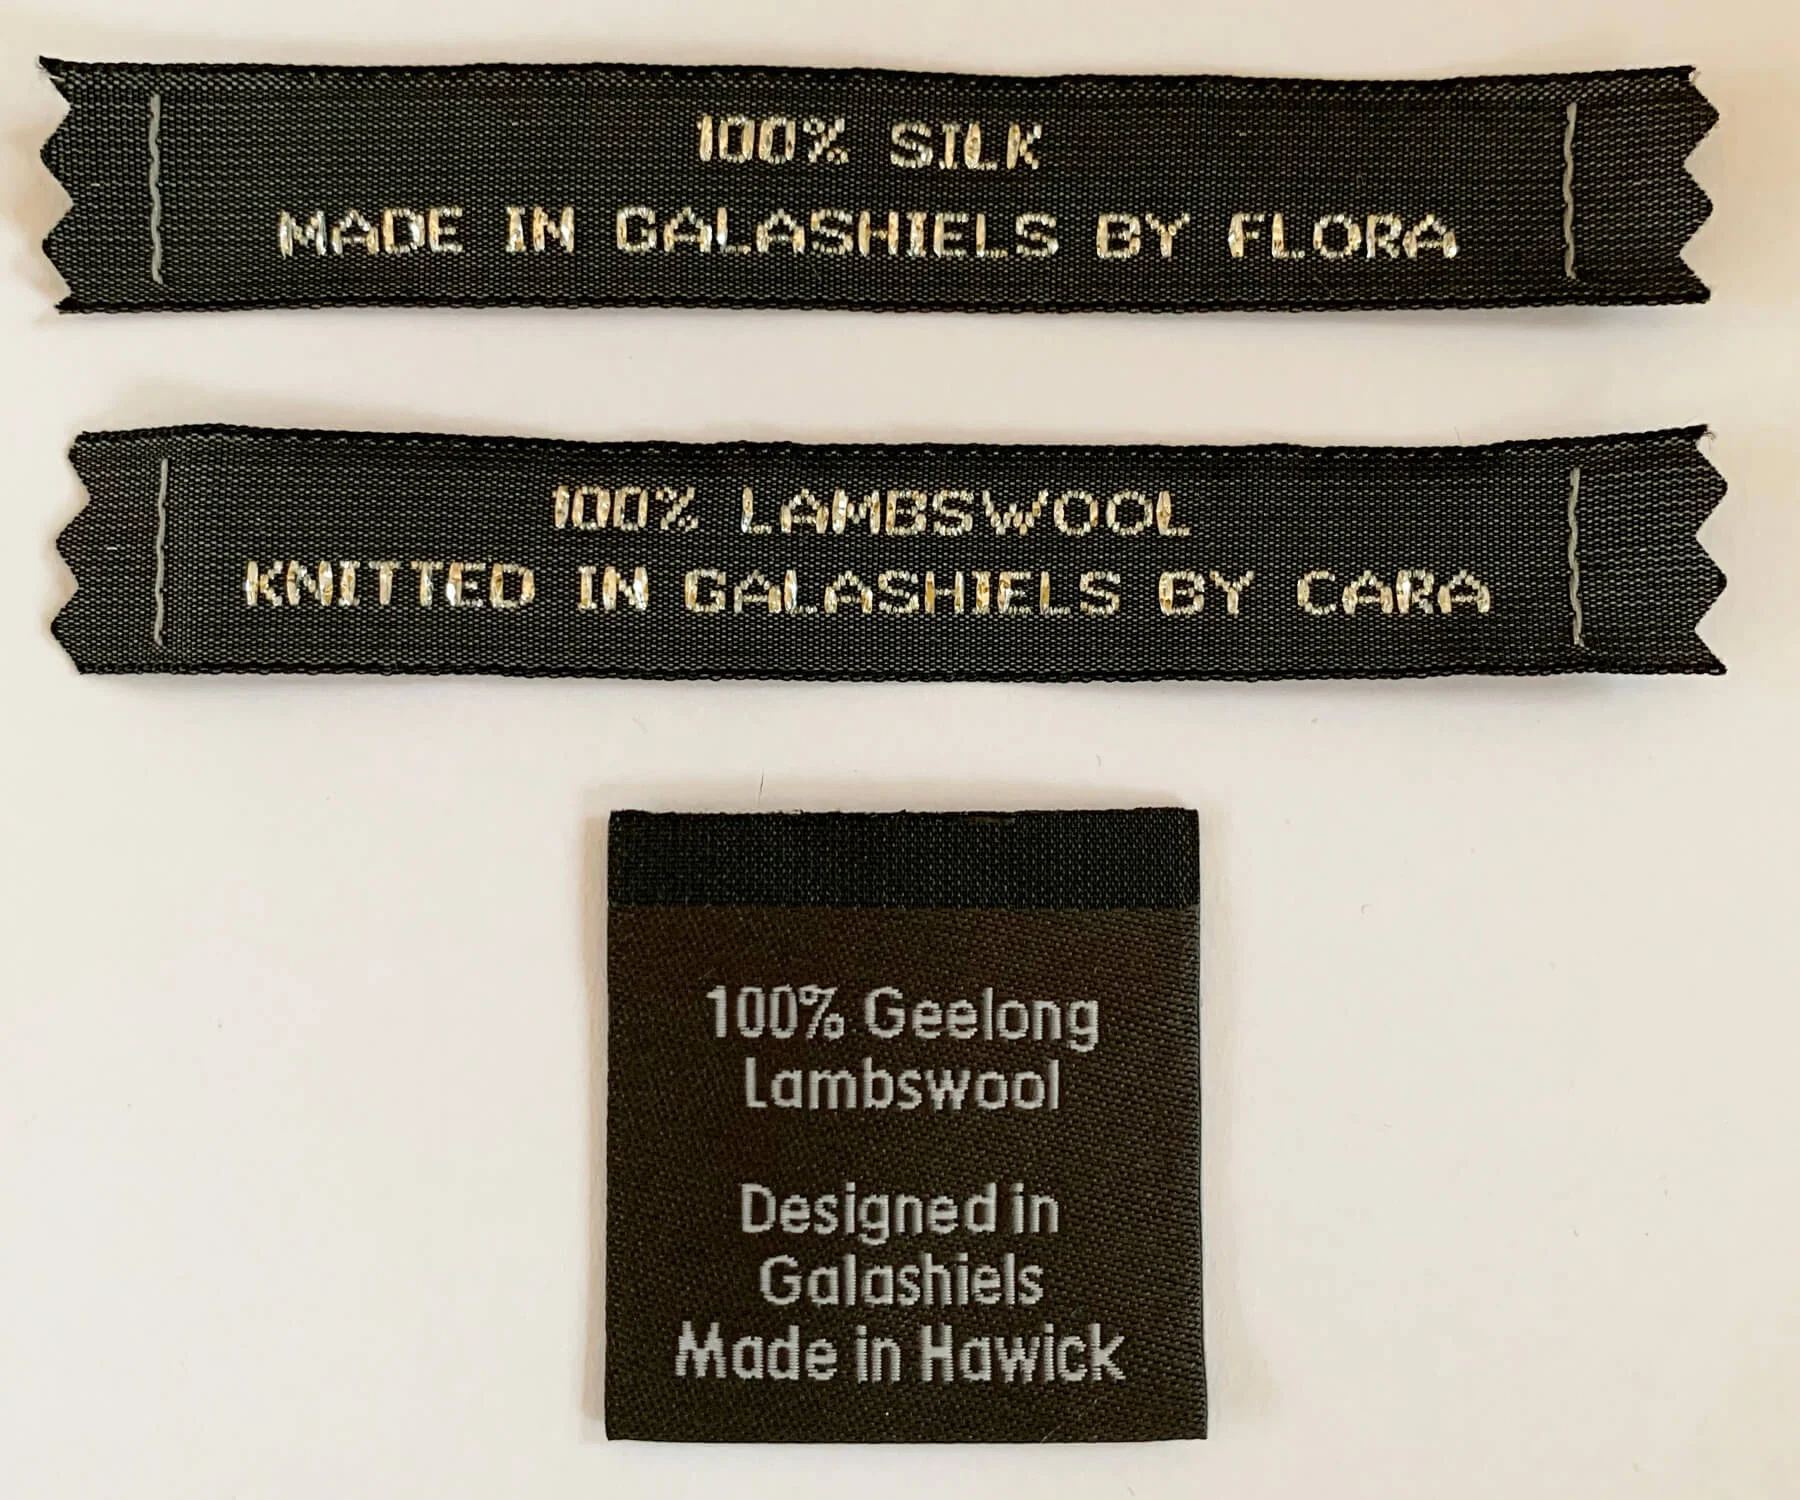 100% SILK
MADE IN GALASHIELS BY FLORA
100% LAMBSWOOL
KNITTED IN GALASHIELS BY CARA
100% Geelong
Lambswool
Designed in
Galashiels
Made in Hawick